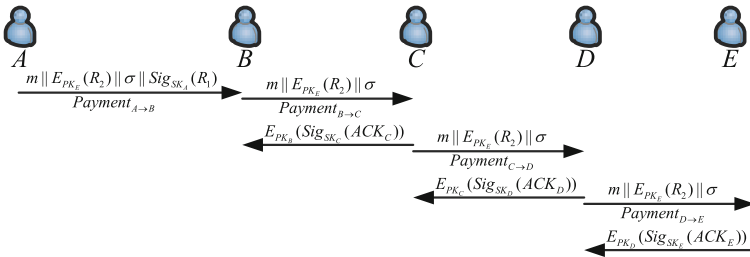 A B C D E
m || E_{PK_E}(R_2) || σ || Sig_{SK_A}(R_1)
Payment_{A→B}
m || E_{PK_E}(R_2) || σ
Payment_{B→C}
E_{PK_B}(Sig_{SK_C}(ACK_C))
m || E_{PK_E}(R_2) || σ
Payment_{C→D}
E_{PK_C}(Sig_{SK_D}(ACK_D))
m || E_{PK_E}(R_2) || σ
Payment_{D→E}
E_{PK_D}(Sig_{SK_E}(ACK_E))